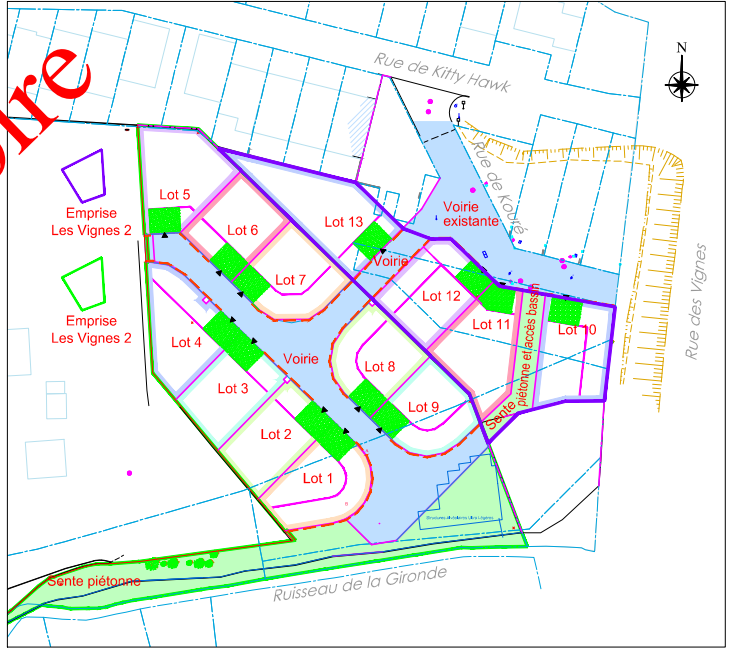 oire
Rue de Kitty Hawk
N
Rue de Kouré
Lot 5
Emprise
Les Vignes 2
Lot 6
Lot 13
Voirie
existante
Lot 7
Voirie
Rue des Vignes
Lot 12
Emprise
Les Vignes 2
Lot 11
Lot 10
Sente piétonne et accès bassin
Lot 4
Voirie
Lot 8
Lot 3
Lot 9
Lot 2
Lot 1
Sente piétonne
Ruisseau de la Gironde